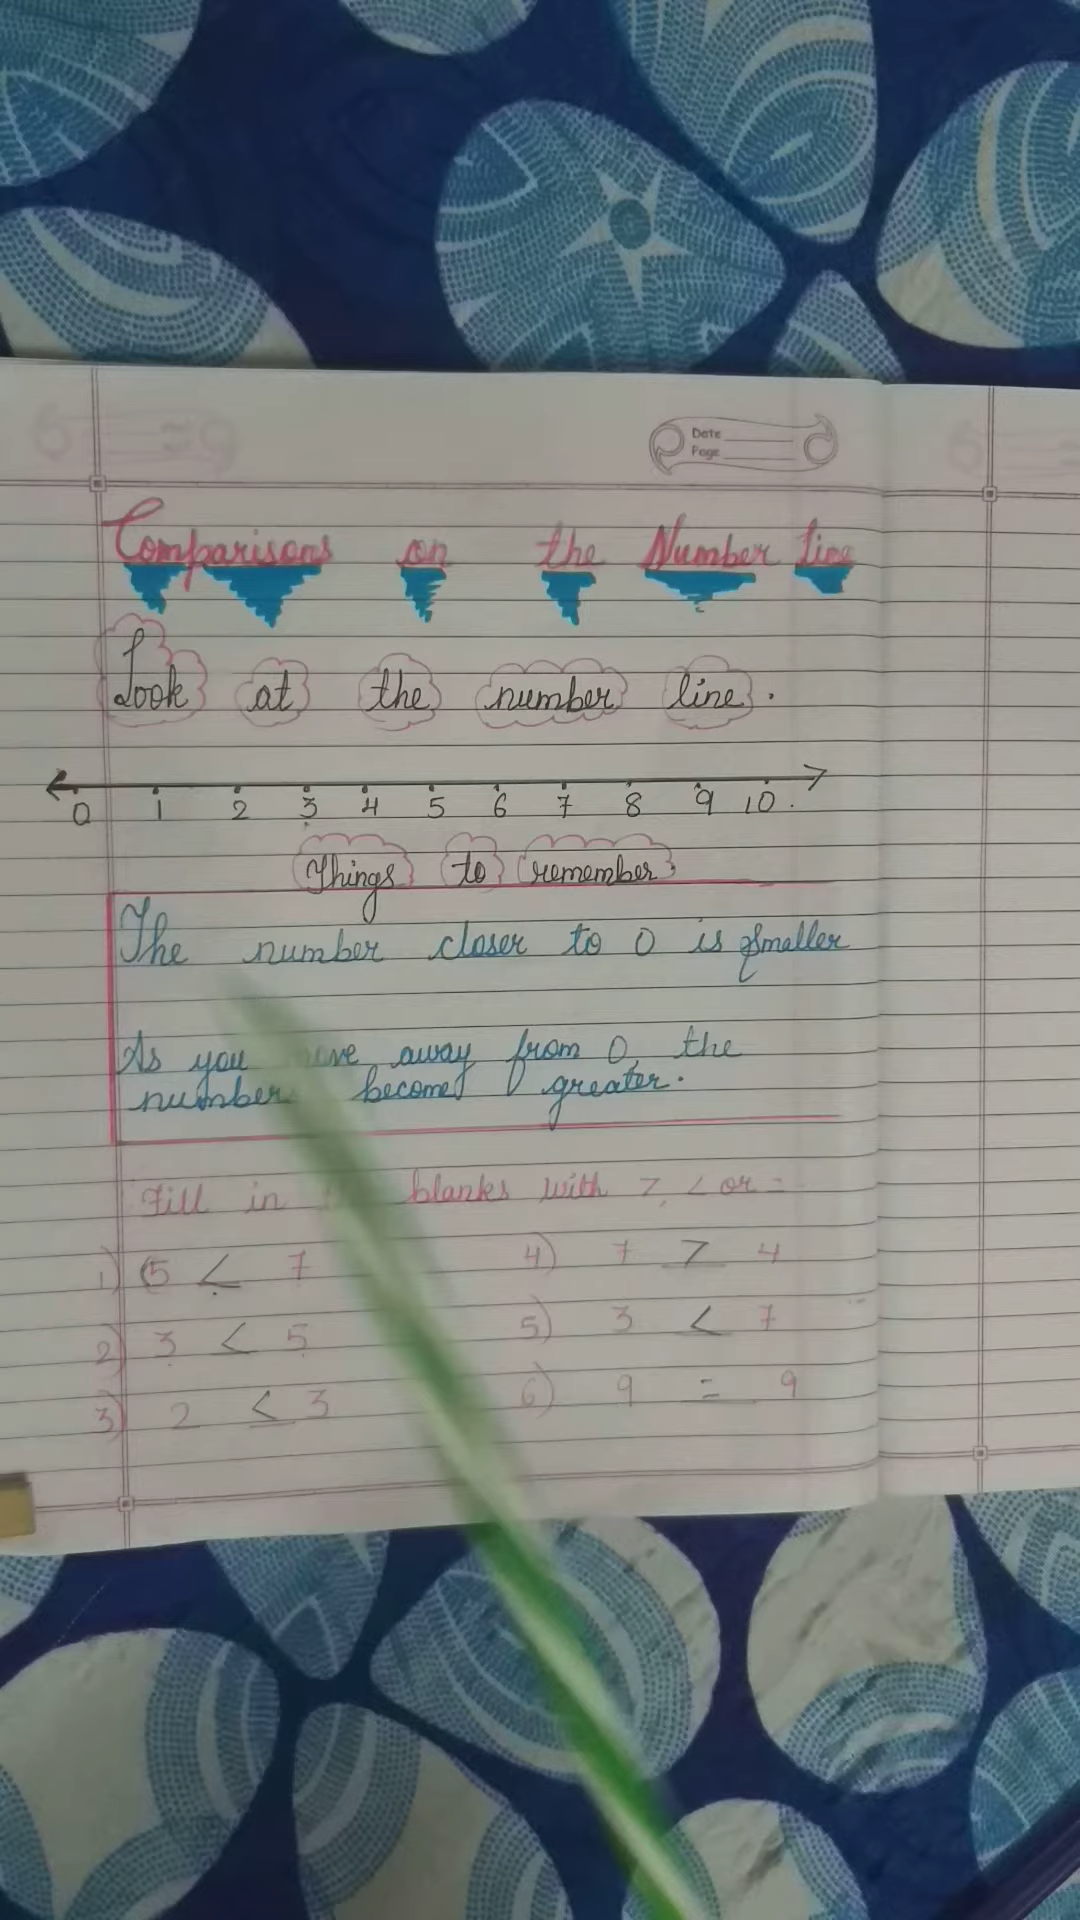 Date
Page
Comparisons on the Number line
Look at the number line.
0 1 2 3 4 5 6 7 8 9 10.
Things to remember
The number closer to 0 is smaller
As you away from 0, the
number become greater.
Fill in blanks with >, < or =
1) 5 < 7
2) 3 < 5
3) 2 < 3
4) 7 > 4
5) 3 < 7
6) 9 = 9